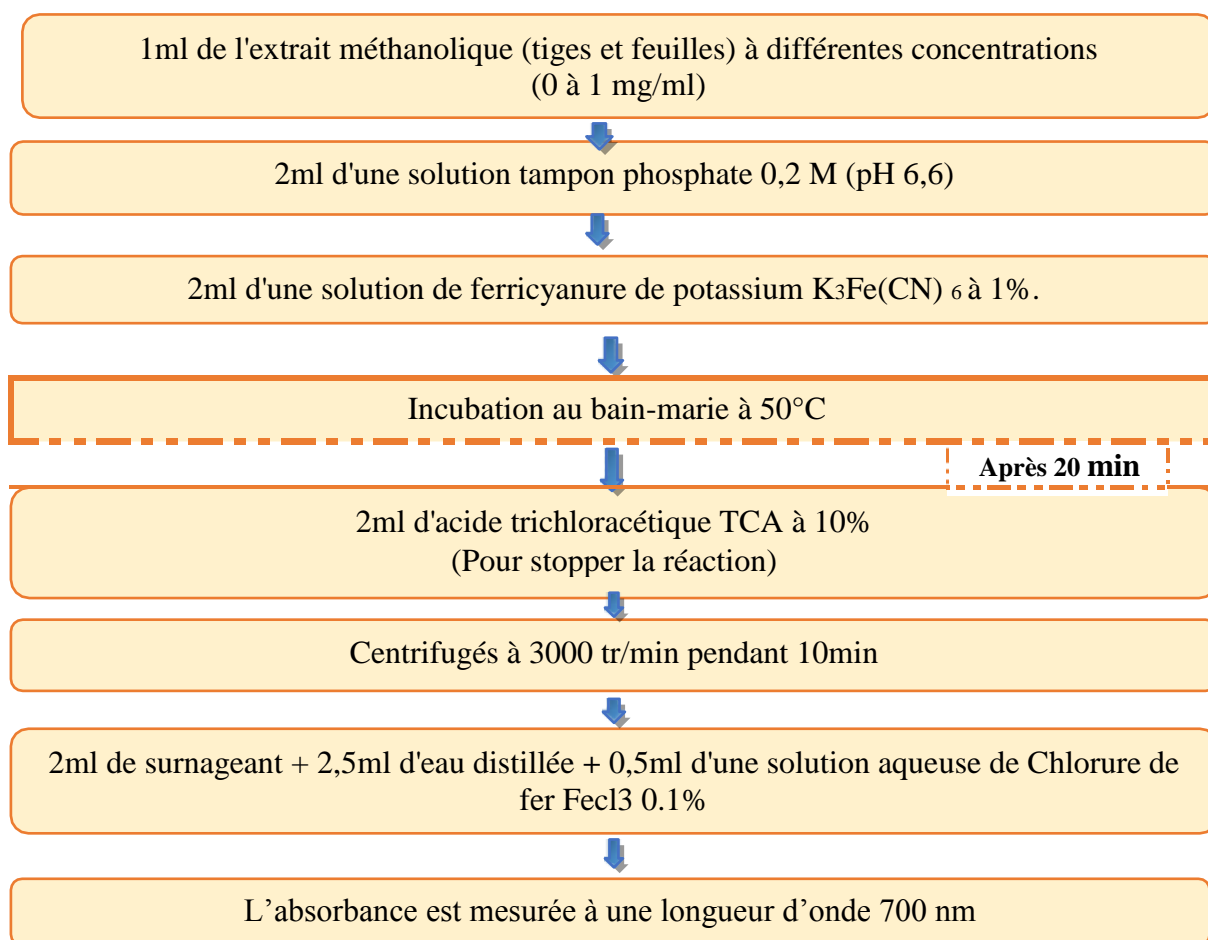 1ml de l'extrait méthanolique (tiges et feuilles) à différentes concentrations
(0 à 1 mg/ml)
2ml d'une solution tampon phosphate 0,2 M (pH 6,6)
2ml d'une solution de ferricyanure de potassium K₃Fe(CN) ₆ à 1%.
Incubation au bain-marie à 50°C
Après 20 min
2ml d'acide trichloracétique TCA à 10%
(Pour stopper la réaction)
Centrifugés à 3000 tr/min pendant 10min
2ml de surnageant + 2,5ml d'eau distillée + 0,5ml d'une solution aqueuse de Chlorure de
fer Fecl3 0.1%
L’absorbance est mesurée à une longueur d’onde 700 nm